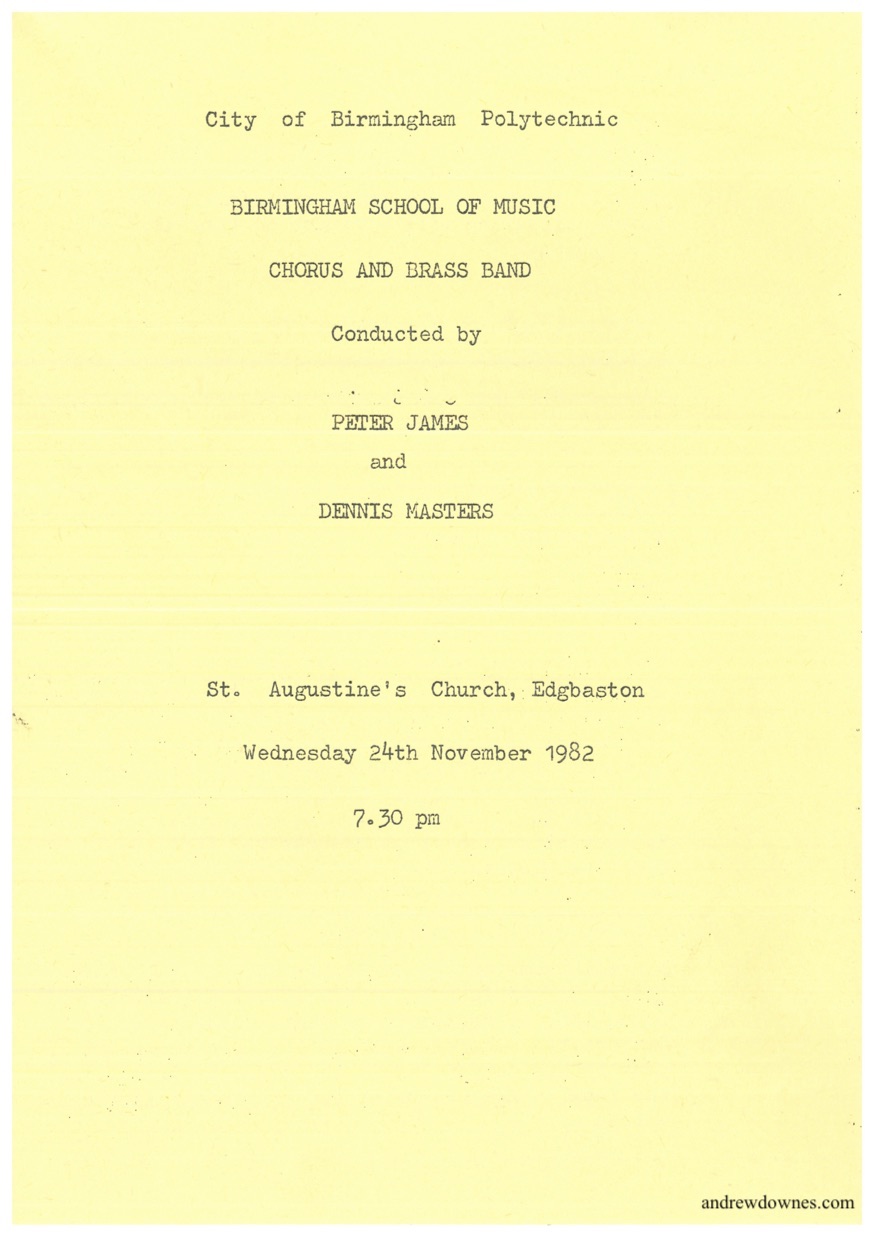 City of Birmingham Polytechnic
BIRMINGHAM SCHOOL OF MUSIC
CHORUS AND BRASS BAND
Conducted by
PETER JAMES
and
DENNIS MASTERS
St. Augustine's Church, Edgbaston
Wednesday 24th November 1982
7.30 pm
andrewdownes.com